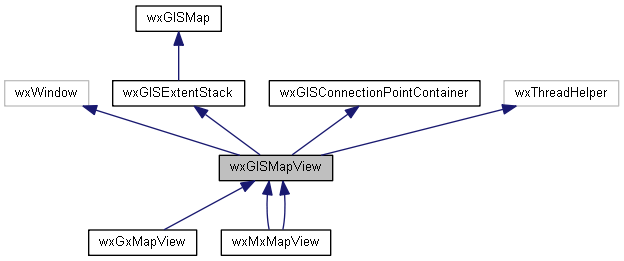 wxGISMap
wxWindow
wxGISExtentStack
wxGISConnectionPointContainer
wxThreadHelper
wxGISMapView
wxGxMapView
wxMxMapView